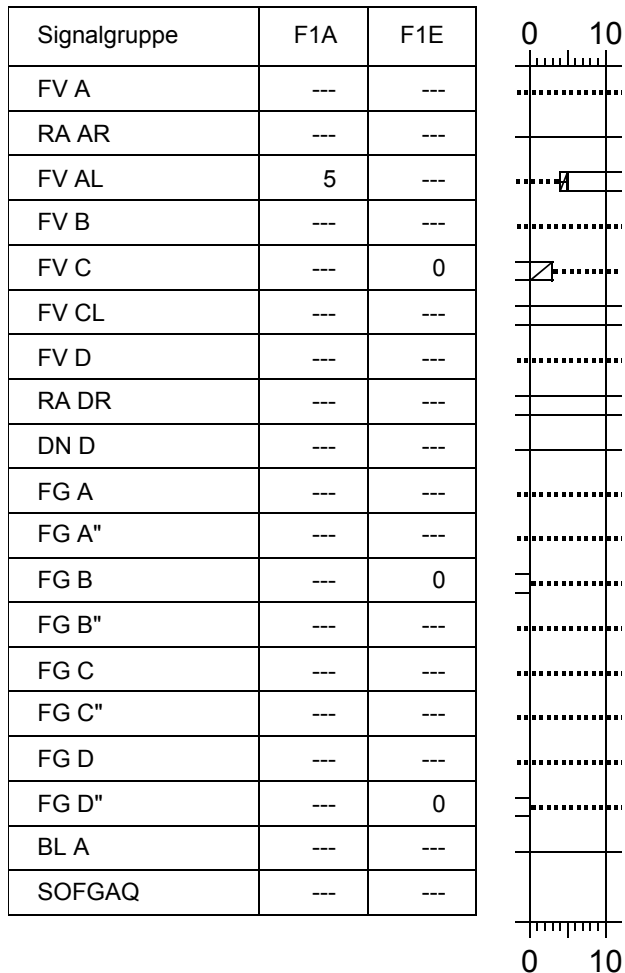 Signalgruppe F1A F1E 0 10
FV A --- ---
RA AR --- ---
FV AL 5 ---
FV B --- ---
FV C --- 0
FV CL --- ---
FV D --- ---
RA DR --- ---
DN D --- ---
FG A --- ---
FG A" --- ---
FG B --- 0
FG B" --- ---
FG C --- ---
FG C" --- ---
FG D --- ---
FG D" --- 0
BL A --- ---
SOFGAQ --- ---
0 10